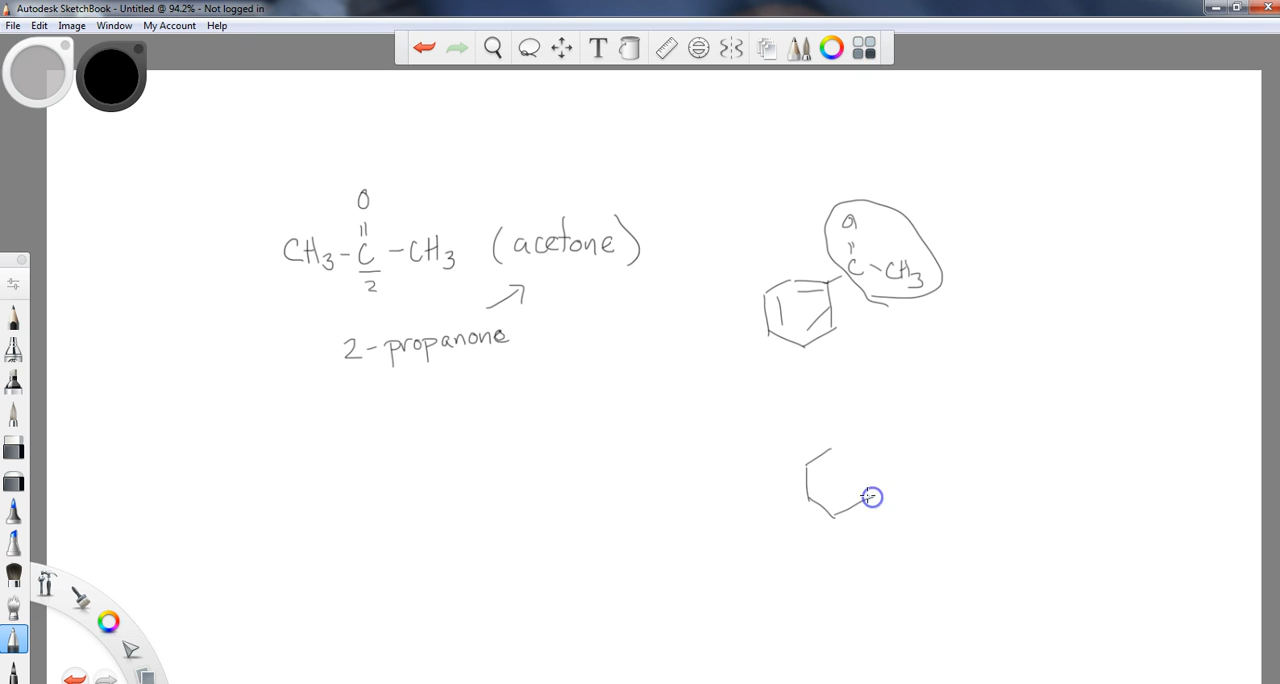 Autodesk SketchBook - Untitled @ 94.2% - Not logged in
File Edit Image Window My Account Help
T
O
||
CH3-C-CH3 (acetone)
2
2-propanone
O
||
C-CH3